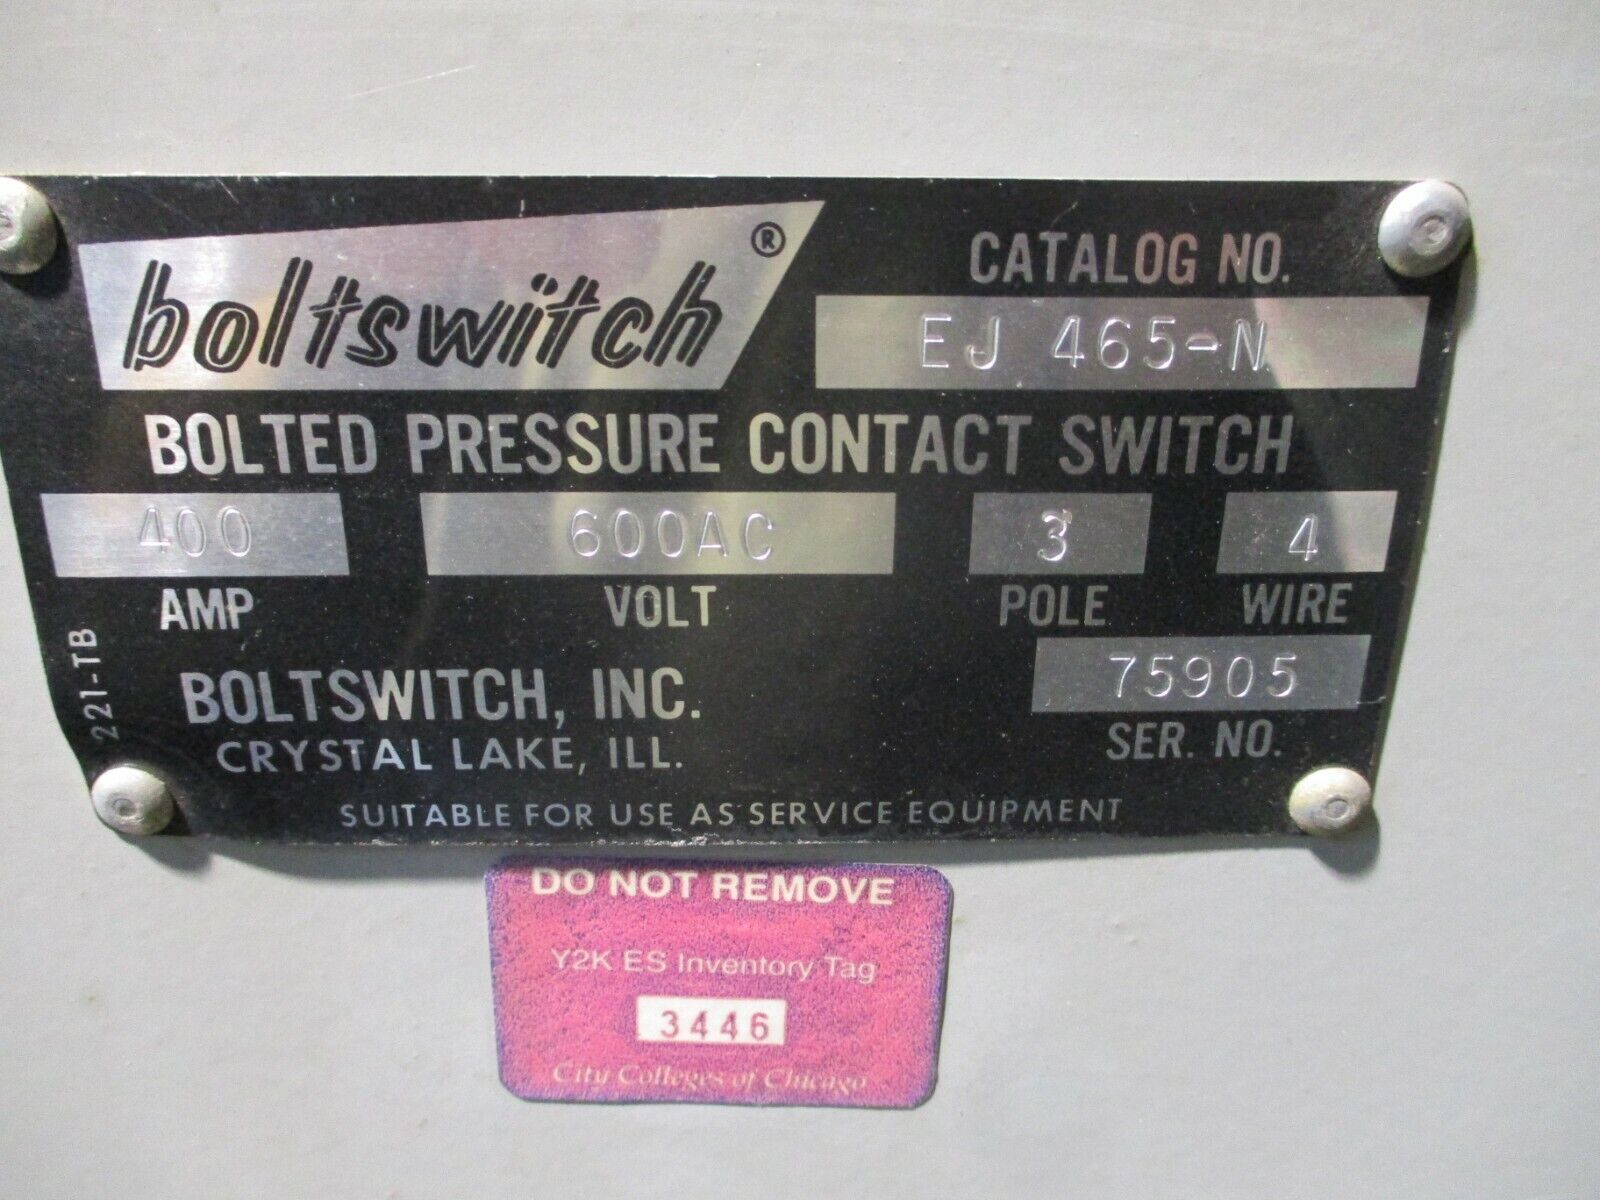 boltswitch ®
CATALOG NO.
EJ 465-N
BOLTED PRESSURE CONTACT SWITCH
400
600AC
3
4
AMP
VOLT
POLE
WIRE
221-TB
BOLTSWITCH, INC.
CRYSTAL LAKE, ILL.
75905
SER. NO.
SUITABLE FOR USE AS SERVICE EQUIPMENT
DO NOT REMOVE
Y2K ES Inventory Tag
3446
City Colleges of Chicago